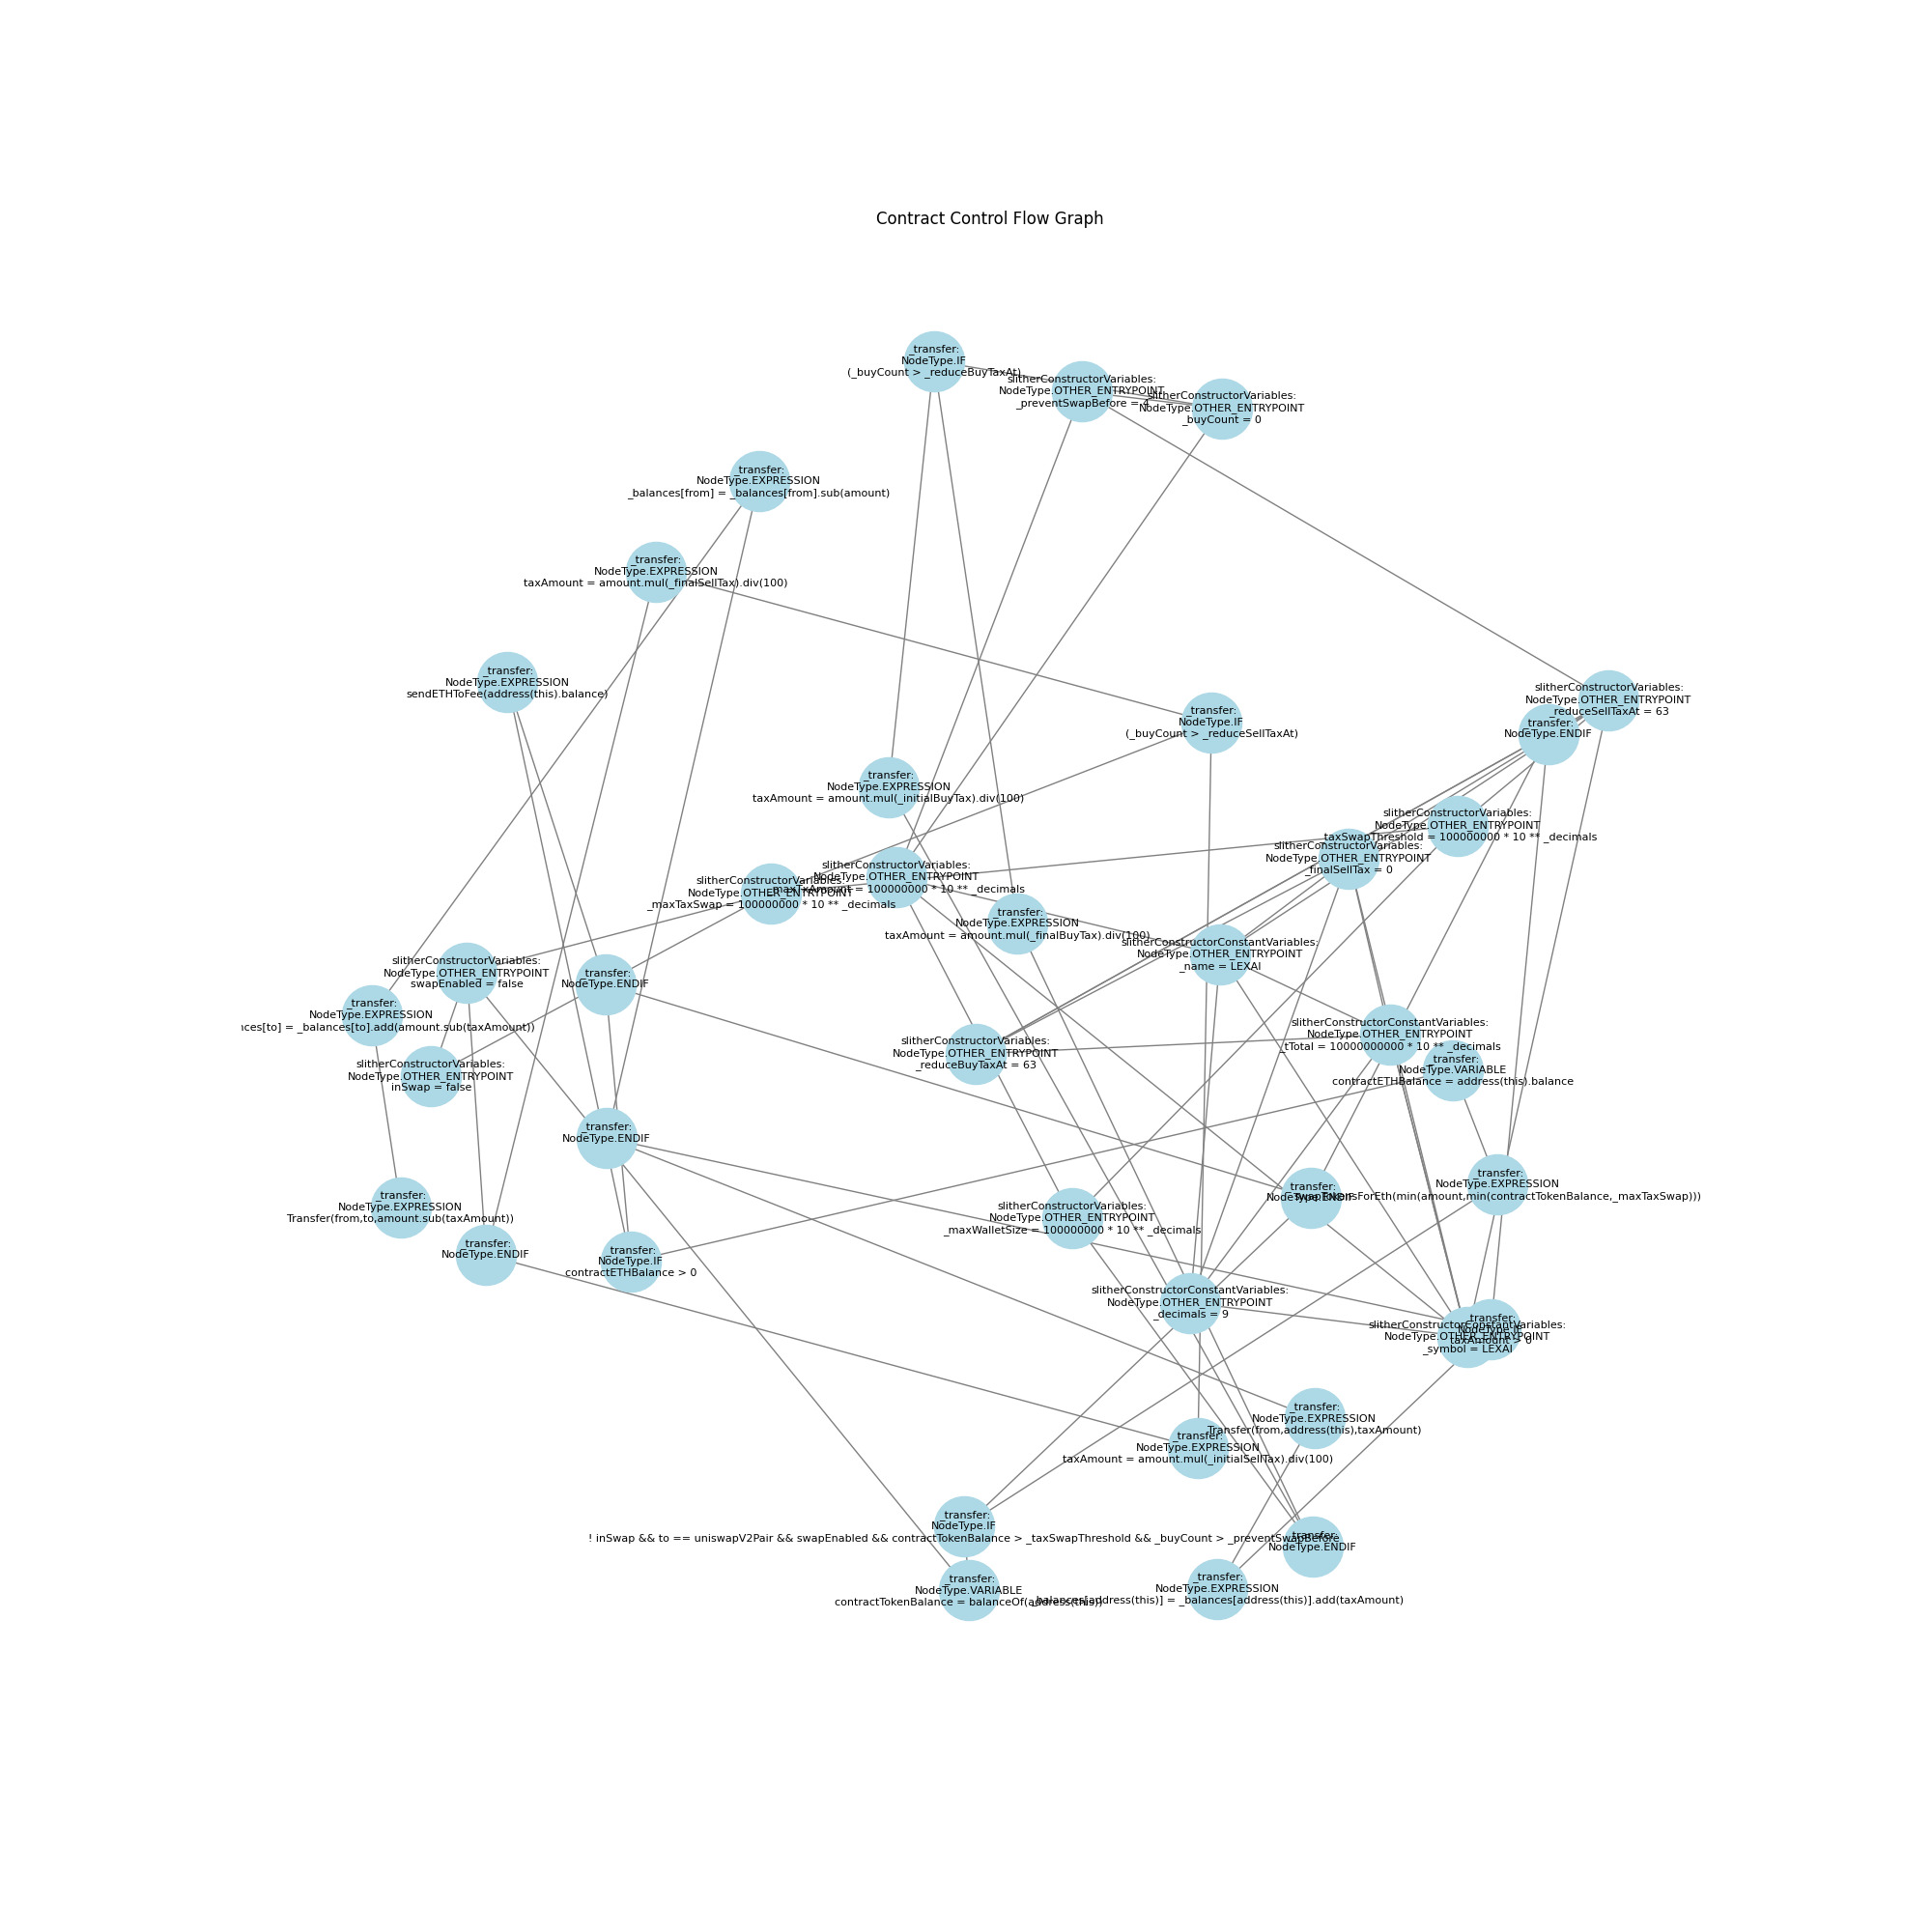 Contract Control Flow Graph
_transfer:
NodeType.IF
(_buyCount > _reduceBuyTaxAt)
slitherConstructorVariables:
NodeType.OTHER_ENTRYPOINT
_preventSwapBefore = 4
slitherConstructorVariables:
NodeType.OTHER_ENTRYPOINT
_buyCount = 0
_transfer:
NodeType.EXPRESSION
_balances[from] = _balances[from].sub(amount)
_transfer:
NodeType.EXPRESSION
taxAmount = amount.mul(_finalSellTax).div(100)
_transfer:
NodeType.EXPRESSION
sendETHToFee(address(this).balance)
slitherConstructorVariables:
NodeType.OTHER_ENTRYPOINT
_reduceSellTaxAt = 63
_transfer:
NodeType.IF
(_buyCount > _reduceSellTaxAt)
_transfer:
NodeType.ENDIF
_transfer:
NodeType.EXPRESSION
taxAmount = amount.mul(_initialBuyTax).div(100)
slitherConstructorVariables:
NodeType.OTHER_ENTRYPOINT
_taxSwapThreshold = 100000000 * 10 ** _decimals
slitherConstructorVariables:
NodeType.OTHER_ENTRYPOINT
_finalSellTax = 0
slitherConstructorVariables:
NodeType.OTHER_ENTRYPOINT
_maxTxAmount = 100000000 * 10 ** _decimals
slitherConstructorVariables:
NodeType.OTHER_ENTRYPOINT
_maxTaxSwap = 100000000 * 10 ** _decimals
_transfer:
NodeType.EXPRESSION
taxAmount = amount.mul(_finalBuyTax).div(100)
slitherConstructorConstantVariables:
NodeType.OTHER_ENTRYPOINT
_name = LEXAI
slitherConstructorVariables:
NodeType.OTHER_ENTRYPOINT
swapEnabled = false
_transfer:
NodeType.ENDIF
_transfer:
NodeType.EXPRESSION
ces[to] = _balances[to].add(amount.sub(taxAmount))
slitherConstructorConstantVariables:
NodeType.OTHER_ENTRYPOINT
_tTotal = 10000000000 * 10 ** _decimals
slitherConstructorVariables:
NodeType.OTHER_ENTRYPOINT
_reduceBuyTaxAt = 63
_transfer:
NodeType.VARIABLE
contractETHBalance = address(this).balance
slitherConstructorVariables:
NodeType.OTHER_ENTRYPOINT
inSwap = false
_transfer:
NodeType.ENDIF
_transfer:
NodeType.EXPRESSION
swapTokensForEth(min(amount,min(contractTokenBalance,_maxTaxSwap)))
_transfer:
NodeType.ENDIF
_transfer:
NodeType.EXPRESSION
Transfer(from,to,amount.sub(taxAmount))
slitherConstructorVariables:
NodeType.OTHER_ENTRYPOINT
_maxWalletSize = 100000000 * 10 ** _decimals
_transfer:
NodeType.ENDIF
_transfer:
NodeType.IF
contractETHBalance > 0
slitherConstructorConstantVariables:
NodeType.OTHER_ENTRYPOINT
_decimals = 9
_transfer:
NodeType.IF
taxAmount > 0
slitherConstructorConstantVariables:
NodeType.OTHER_ENTRYPOINT
_symbol = LEXAI
_transfer:
NodeType.EXPRESSION
Transfer(from,address(this),taxAmount)
_transfer:
NodeType.EXPRESSION
taxAmount = amount.mul(_initialSellTax).div(100)
_transfer:
NodeType.IF
! inSwap && to == uniswapV2Pair && swapEnabled && contractTokenBalance > _taxSwapThreshold && _buyCount > _preventSwapBefore
_transfer:
NodeType.ENDIF
_transfer:
NodeType.VARIABLE
contractTokenBalance = balanceOf(address(this))
_transfer:
NodeType.EXPRESSION
_balances[address(this)] = _balances[address(this)].add(taxAmount)